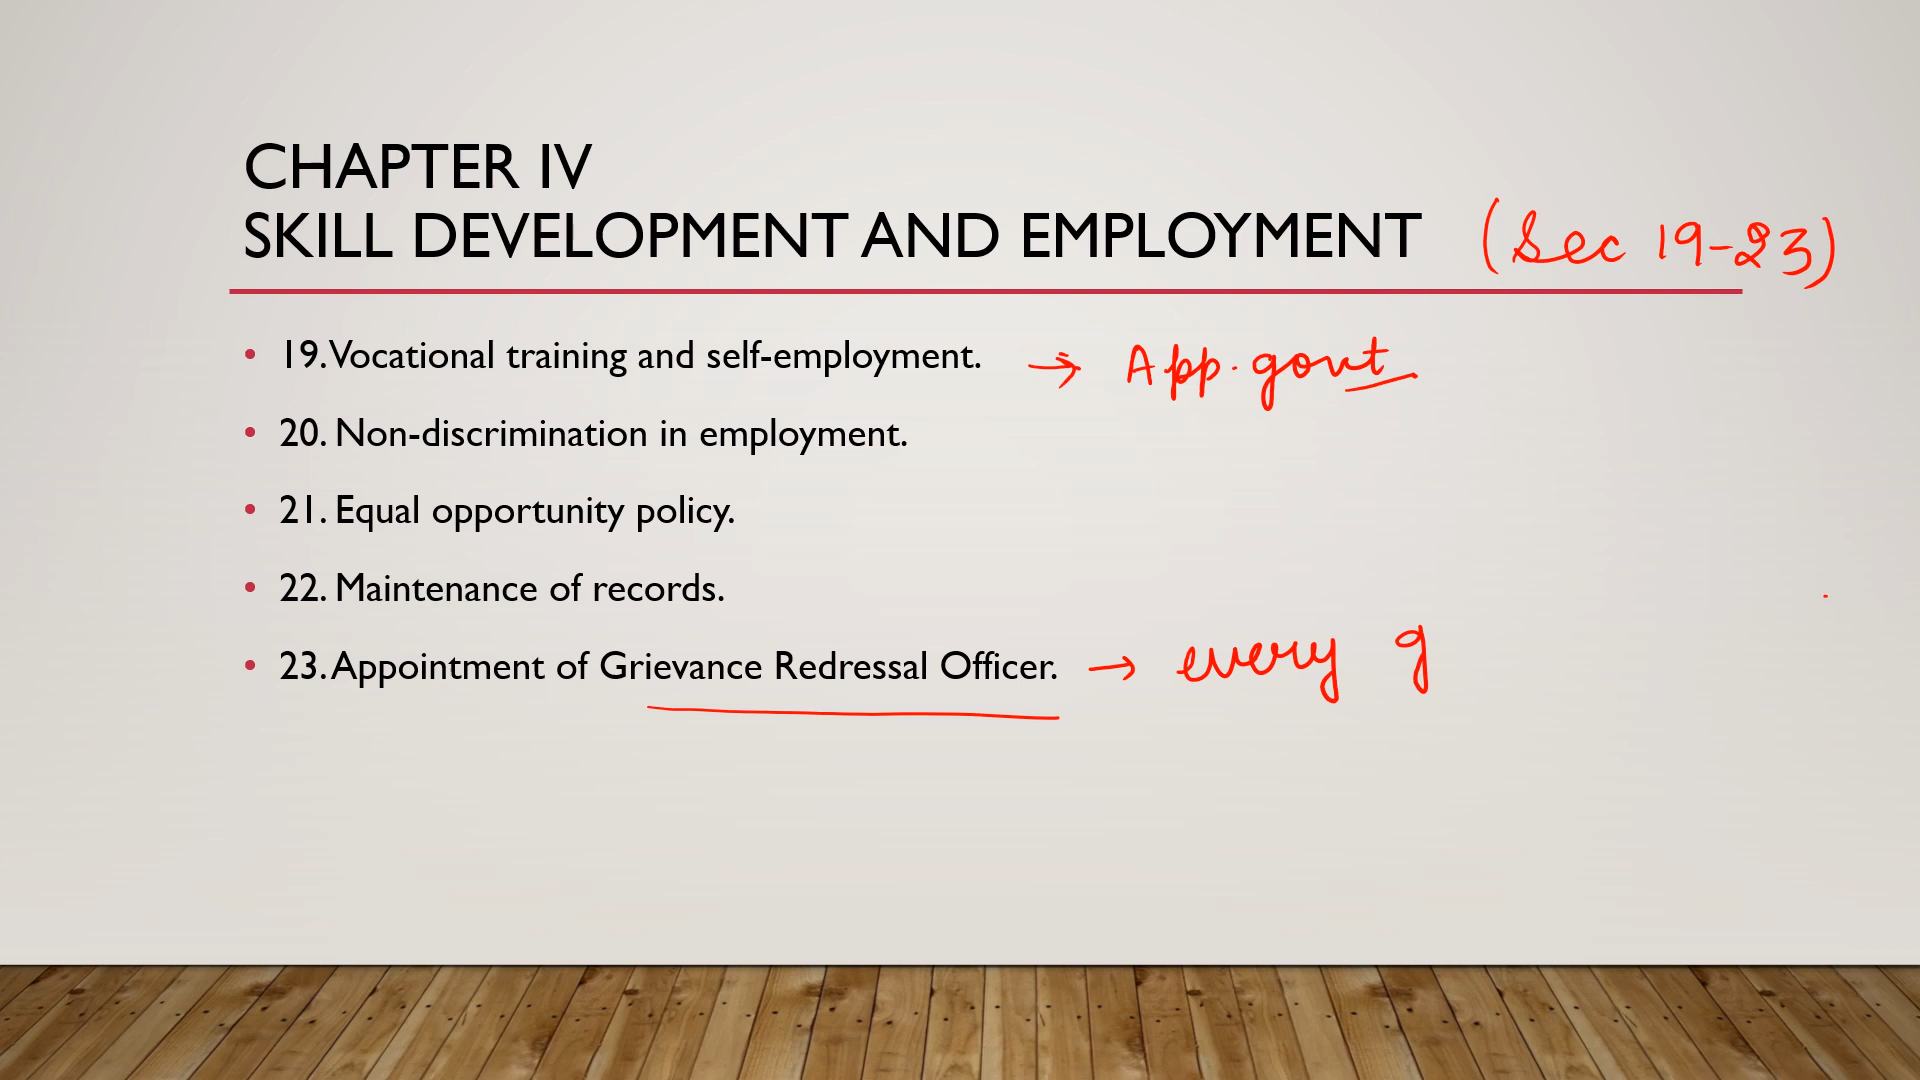 CHAPTER IV
SKILL DEVELOPMENT AND EMPLOYMENT (Sec 19-23)
• 19. Vocational training and self-employment. → App. govt
• 20. Non-discrimination in employment.
• 21. Equal opportunity policy.
• 22. Maintenance of records.
• 23. Appointment of Grievance Redressal Officer. → every g